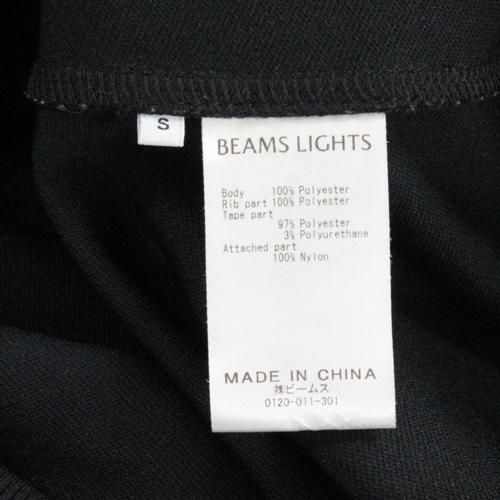 S
BEAMS LIGHTS
Body 100% Polyester
Rib part 100% Polyester
Tape part
97% Polyester
3% Polyurethane
Attached part
100% Nylon
MADE IN CHINA
㈱ビームス
0120-011-301